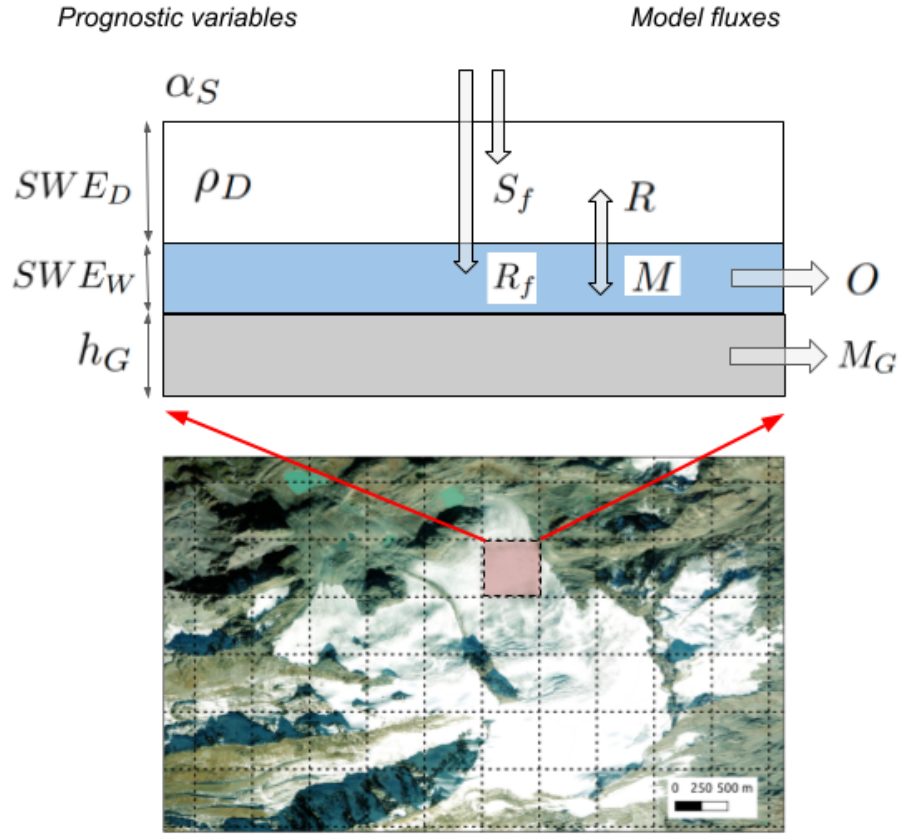 Prognostic variables
Model fluxes
α_S
SWE_D
ρ_D
S_f
R
SWE_W
R_f
M
O
h_G
M_G
0 250 500 m